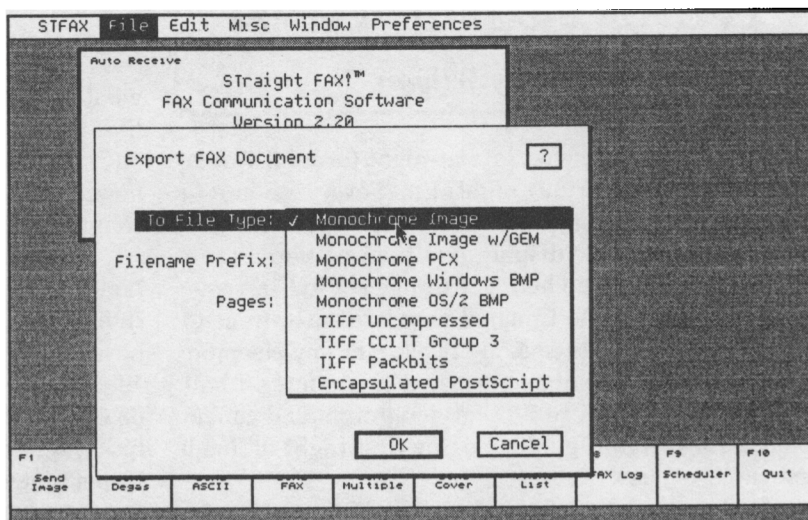 STFAX File Edit Misc Window Preferences
Auto Receive
STraight FAX!™
FAX Communication Software
Version 2.20
Export FAX Document
?
To File Type: ✓ Monochrome Image
Monochrome Image w/GEM
Filename Prefix: Monochrome PCX
Monochrome Windows BMP
Pages: Monochrome OS/2 BMP
TIFF Uncompressed
TIFF CCITT Group 3
TIFF Packbits
Encapsulated PostScript
OK Cancel
F1 F9 F10
Send Image
Degas
ASCII
FAX
Multiple
Cover
List
FAX Log
Scheduler
Quit